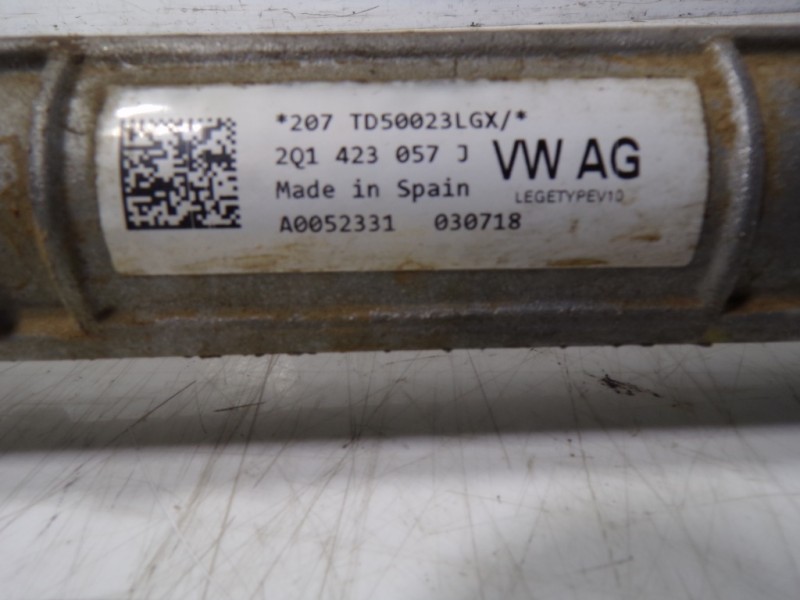 *207 TD50023LGX/*
2Q1 423 057 J
VW AG
Made in Spain
LEGETYPEV10
A0052331 030718